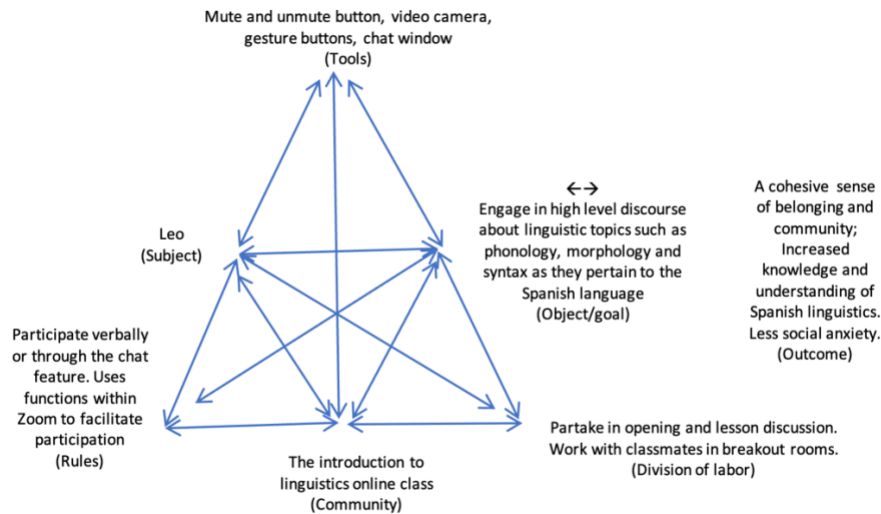 Mute and unmute button, video camera,
gesture buttons, chat window
(Tools)
Leo
(Subject)
←→
Engage in high level discourse
about linguistic topics such as
phonology, morphology and
syntax as they pertain to the
Spanish language
(Object/goal)
A cohesive sense
of belonging and
community;
Increased
knowledge and
understanding of
Spanish linguistics.
Less social anxiety.
(Outcome)
Participate verbally
or through the chat
feature. Uses
functions within
Zoom to facilitate
participation
(Rules)
The introduction to
linguistics online class
(Community)
Partake in opening and lesson discussion.
Work with classmates in breakout rooms.
(Division of labor)